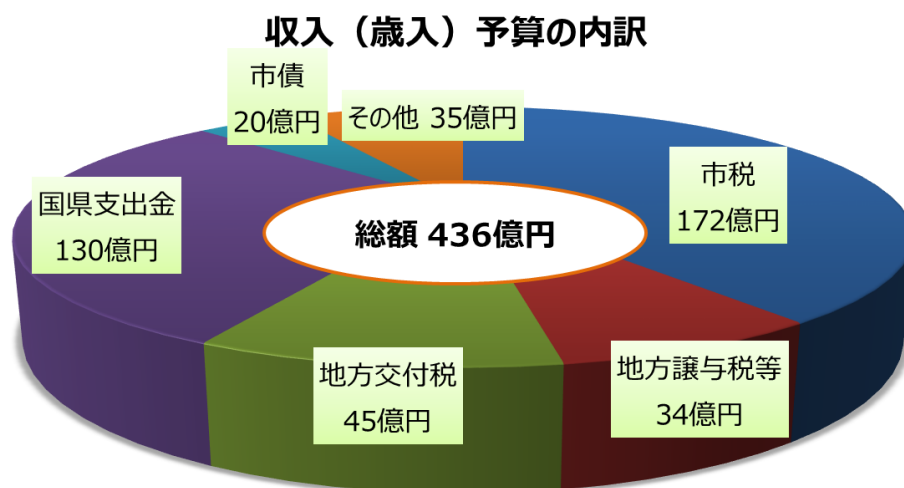 収入（歳入）予算の内訳
市債
20億円
その他 35億円
市税
172億円
国県支出金
130億円
総額 436億円
地方交付税
45億円
地方譲与税等
34億円